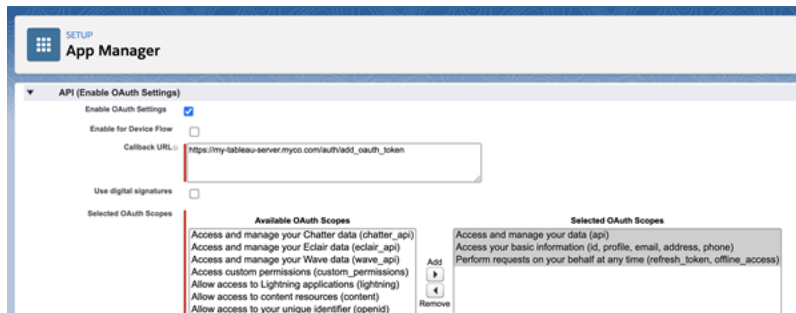 SETUP
App Manager
API (Enable OAuth Settings)
Enable OAuth Settings
Enable for Device Flow
Callback URL
https://my-tableau-server.myco.com/auth/add_oauth_token
Use digital signatures
Selected OAuth Scopes
Available OAuth Scopes
Selected OAuth Scopes
Access and manage your Chatter data (chatter_api)
Access and manage your Eclair data (eclair_api)
Access and manage your Wave data (wave_api)
Access custom permissions (custom_permissions)
Allow access to Lightning applications (lightning)
Allow access to content resources (content)
Allow access to your unique identifier (openid)
Add
Remove
Access and manage your data (api)
Access your basic information (id, profile, email, address, phone)
Perform requests on your behalf at any time (refresh_token, offline_access)